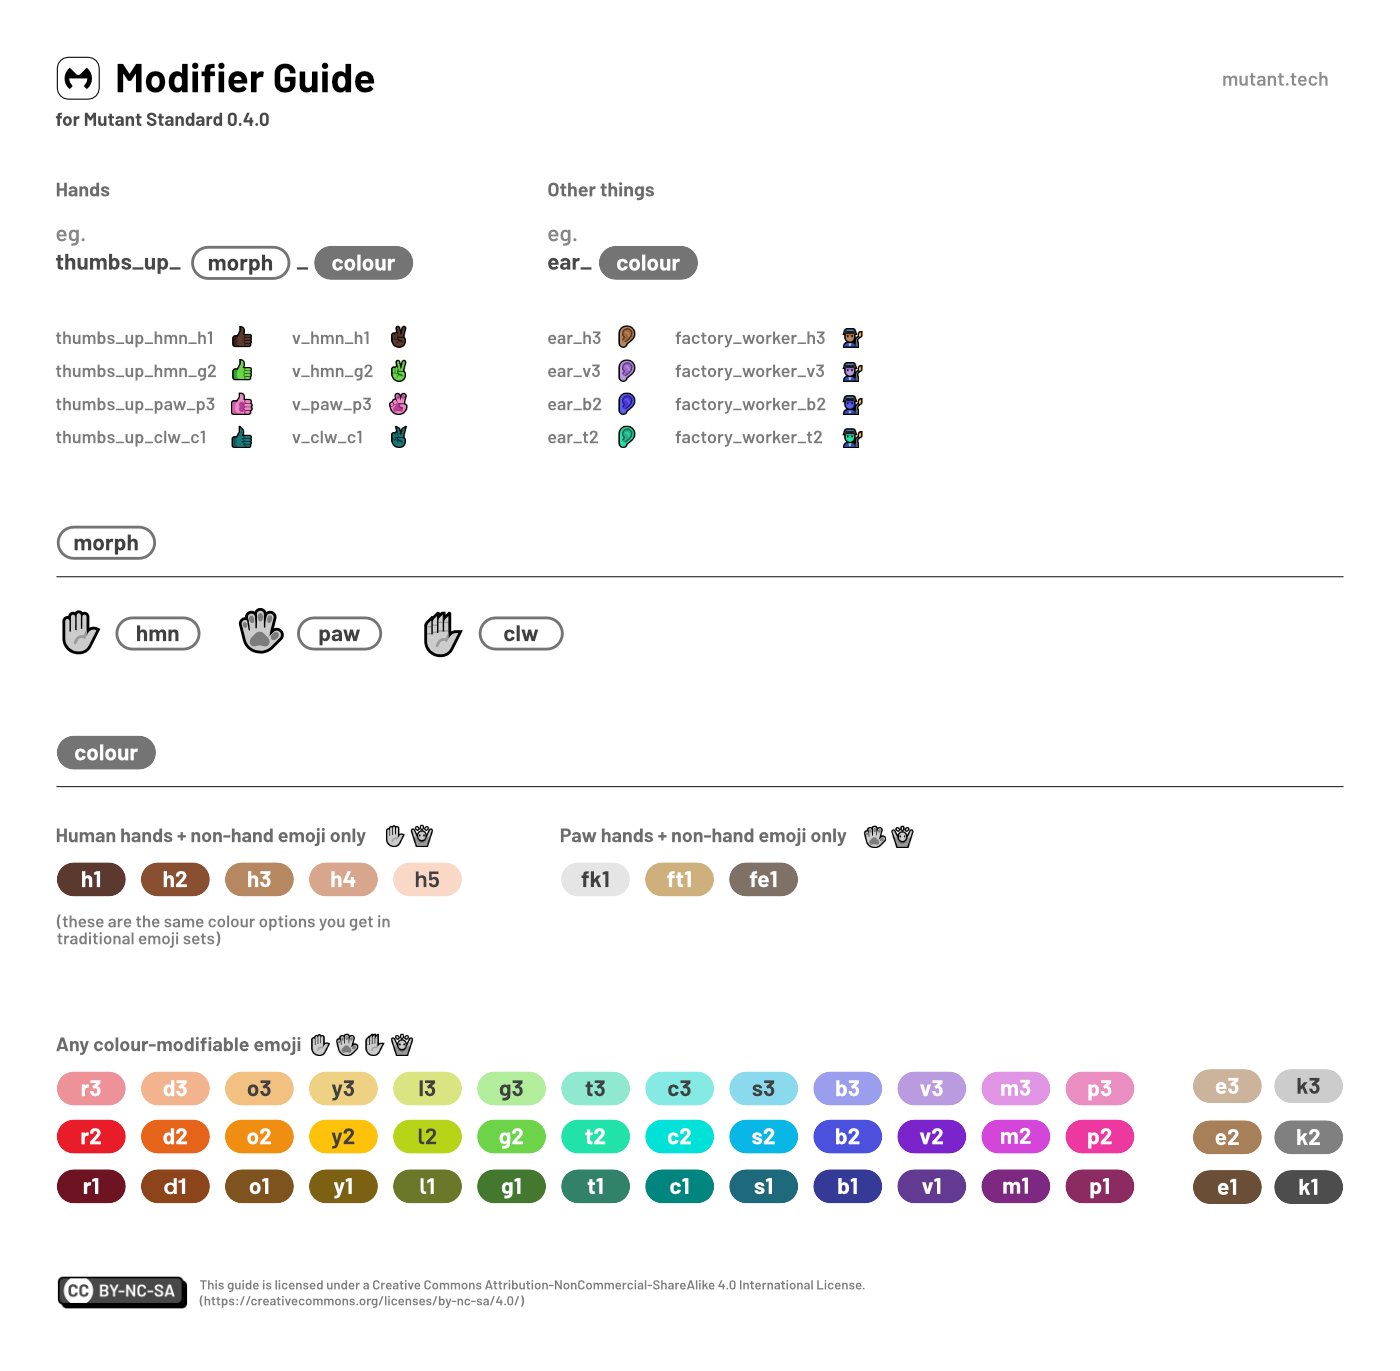 Modifier Guide
mutant.tech
for Mutant Standard 0.4.0
Hands
eg.
thumbs_up_ morph _ colour
thumbs_up_hmn_h1 v_hmn_h1
thumbs_up_hmn_g2 v_hmn_g2
thumbs_up_paw_p3 v_paw_p3
thumbs_up_clw_c1 v_clw_c1
Other things
eg.
ear_ colour
ear_h3 factory_worker_h3
ear_v3 factory_worker_v3
ear_b2 factory_worker_b2
ear_t2 factory_worker_t2
morph
hmn paw clw
colour
Human hands + non-hand emoji only
h1 h2 h3 h4 h5
(these are the same colour options you get in
traditional emoji sets)
Paw hands + non-hand emoji only
fk1 ft1 fe1
Any colour-modifiable emoji
r3 d3 o3 y3 l3 g3 t3 c3 s3 b3 v3 m3 p3 e3 k3
r2 d2 o2 y2 l2 g2 t2 c2 s2 b2 v2 m2 p2 e2 k2
r1 d1 o1 y1 l1 g1 t1 c1 s1 b1 v1 m1 p1 e1 k1
CC BY-NC-SA
This guide is licensed under a Creative Commons Attribution-NonCommercial-ShareAlike 4.0 International License.
(https://creativecommons.org/licenses/by-nc-sa/4.0/)